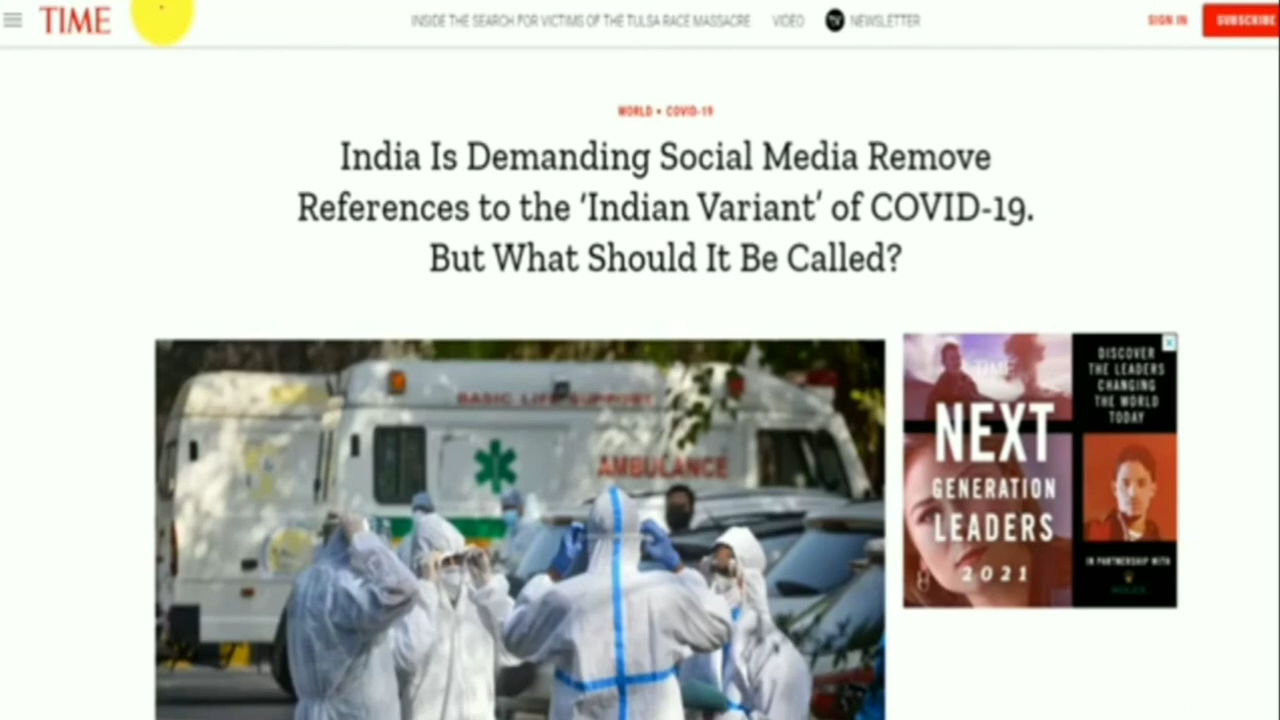 TIME
INSIDE THE SEARCH FOR VICTIMS OF THE TULSA RACE MASSACRE
VIDEO
TV
NEWSLETTER
SIGN IN
SUBSCRIBE
WORLD • COVID-19
India Is Demanding Social Media Remove
References to the ‘Indian Variant’ of COVID-19.
But What Should It Be Called?
BASIC LIFE SUPPORT
AMBULANCE
NEXT
GENERATION
LEADERS
2021
DISCOVER
THE LEADERS
CHANGING
THE WORLD
TODAY
IN PARTNERSHIP WITH
ROLEX